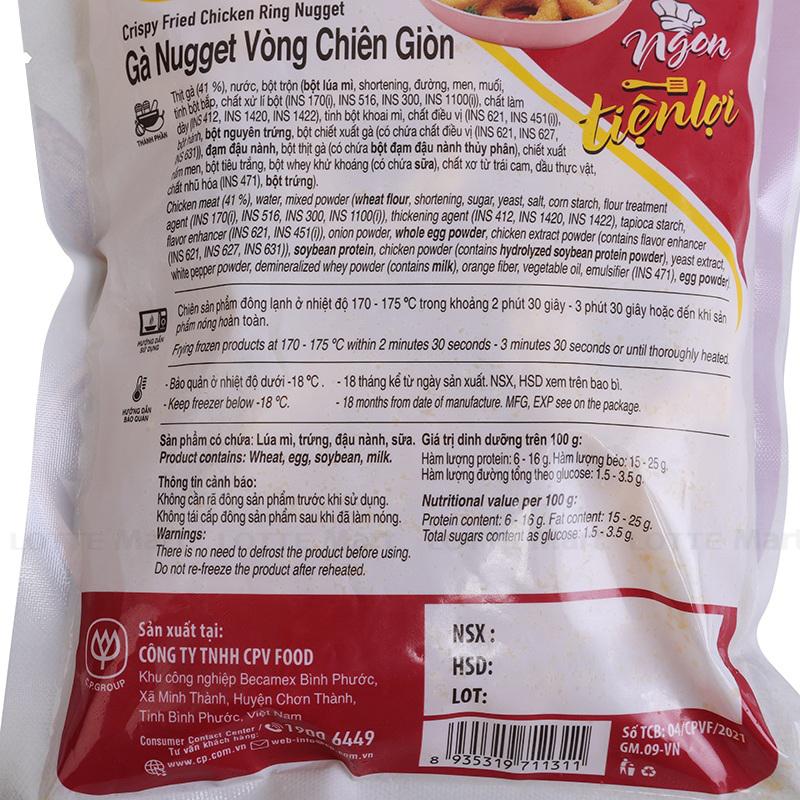 Crispy Fried Chicken Ring Nugget
Gà Nugget Vòng Chiên Giòn
Ngon
tiện lợi
THÀNH PHẦN
Thịt gà (41 %), nước, bột trộn (bột lúa mì, shortening, đường, men, muối,
tinh bột bắp, chất xử lí bột (INS 170(i), INS 516, INS 300, INS 1100(i)), chất làm
dày (INS 412, INS 1420, INS 1422), tinh bột khoai mì, chất điều vị (INS 621, INS 451(i)),
bột hành, bột nguyên trứng, bột chiết xuất gà (có chứa chất điều vị (INS 621, INS 627,
INS 631)), đạm đậu nành, bột thịt gà (có chứa bột đạm đậu nành thủy phân), chiết xuất
nấm men, bột tiêu trắng, bột whey khử khoáng (có chứa sữa), chất xơ từ trái cam, dầu thực vật,
chất nhũ hóa (INS 471), bột trứng).
Chicken meat (41 %), water, mixed powder (wheat flour, shortening, sugar, yeast, salt, corn starch, flour treatment
agent (INS 170(i), INS 516, INS 300, INS 1100(i)), thickening agent (INS 412, INS 1420, INS 1422), tapioca starch,
flavor enhancer (INS 621, INS 451(i)), onion powder, whole egg powder, chicken extract powder (contains flavor enhancer
(INS 621, INS 627, INS 631)), soybean protein, chicken powder (contains hydrolyzed soybean protein powder), yeast extract,
white pepper powder, demineralized whey powder (contains milk), orange fiber, vegetable oil, emulsifier (INS 471), egg powder).
HƯỚNG DẪN
SỬ DỤNG
Chiên sản phẩm đông lạnh ở nhiệt độ 170 - 175 °C trong khoảng 2 phút 30 giây - 3 phút 30 giây hoặc đến khi sản
phẩm nóng hoàn toàn.
Frying frozen products at 170 - 175 °C within 2 minutes 30 seconds - 3 minutes 30 seconds or until thoroughly heated.
HƯỚNG DẪN
BẢO QUẢN
- Bảo quản ở nhiệt độ dưới -18 °C. - 18 tháng kể từ ngày sản xuất. NSX, HSD xem trên bao bì.
- Keep freezer below -18 °C. - 18 months from date of manufacture. MFG, EXP see on the package.
Sản phẩm có chứa: Lúa mì, trứng, đậu nành, sữa.
Product contains: Wheat, egg, soybean, milk.
Thông tin cảnh báo:
Không cần rã đông sản phẩm trước khi sử dụng.
Không tái cấp đông sản phẩm sau khi đã làm nóng.
Warnings:
There is no need to defrost the product before using.
Do not re-freeze the product after reheated.
Giá trị dinh dưỡng trên 100 g:
Hàm lượng protein: 6 - 16 g. Hàm lượng béo: 15 - 25 g.
Hàm lượng đường tổng theo glucose: 1.5 - 3.5 g.
Nutritional value per 100 g:
Protein content: 6 - 16 g. Fat content: 15 - 25 g.
Total sugars content as glucose: 1.5 - 3.5 g.
LOTTE Mart LOTTE Mart LOTTE Mart
C.P.GROUP
Sản xuất tại:
CÔNG TY TNHH CPV FOOD
Khu công nghiệp Becamex Bình Phước,
Xã Minh Thành, Huyện Chơn Thành,
Tỉnh Bình Phước, Việt Nam
Consumer Contact Center /
Tư vấn khách hàng: 1900 6449
www.cp.com.vn web-info@cp.com.vn
NSX :
HSD:
LOT:
8 935319 711311
Số TCB: 04/CPVF/2021
GM.09-VN